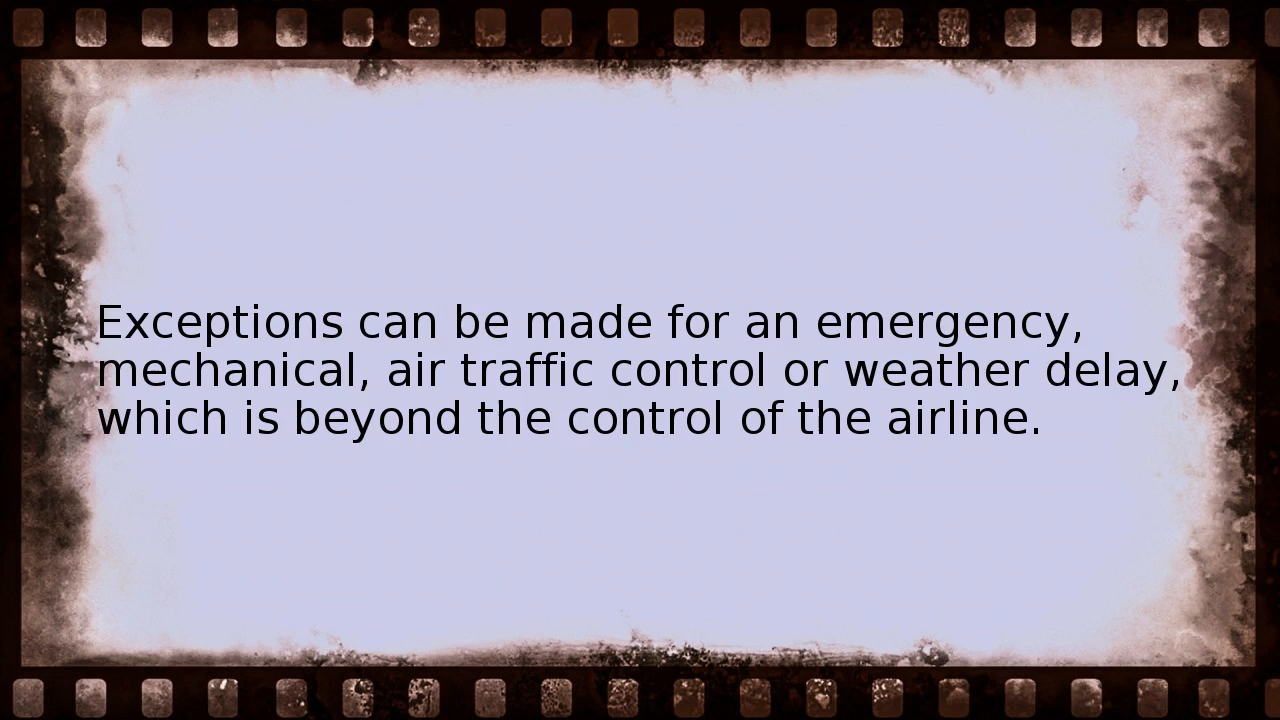 Exceptions can be made for an emergency,
mechanical, air traffic control or weather delay,
which is beyond the control of the airline.